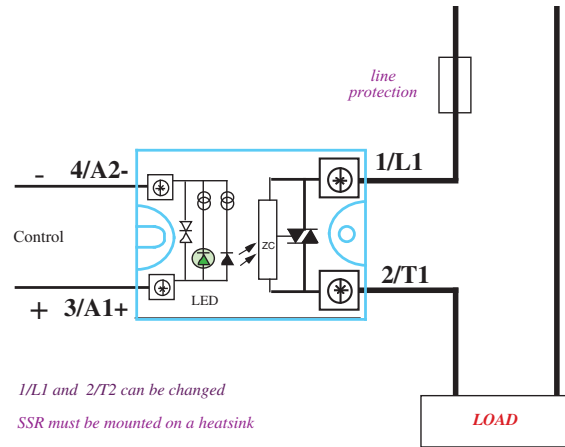 line
protection
1/L1
- 4/A2-
Control
ZC
+ 3/A1+
LED
2/T1
1/L1 and 2/T2 can be changed
SSR must be mounted on a heatsink
LOAD